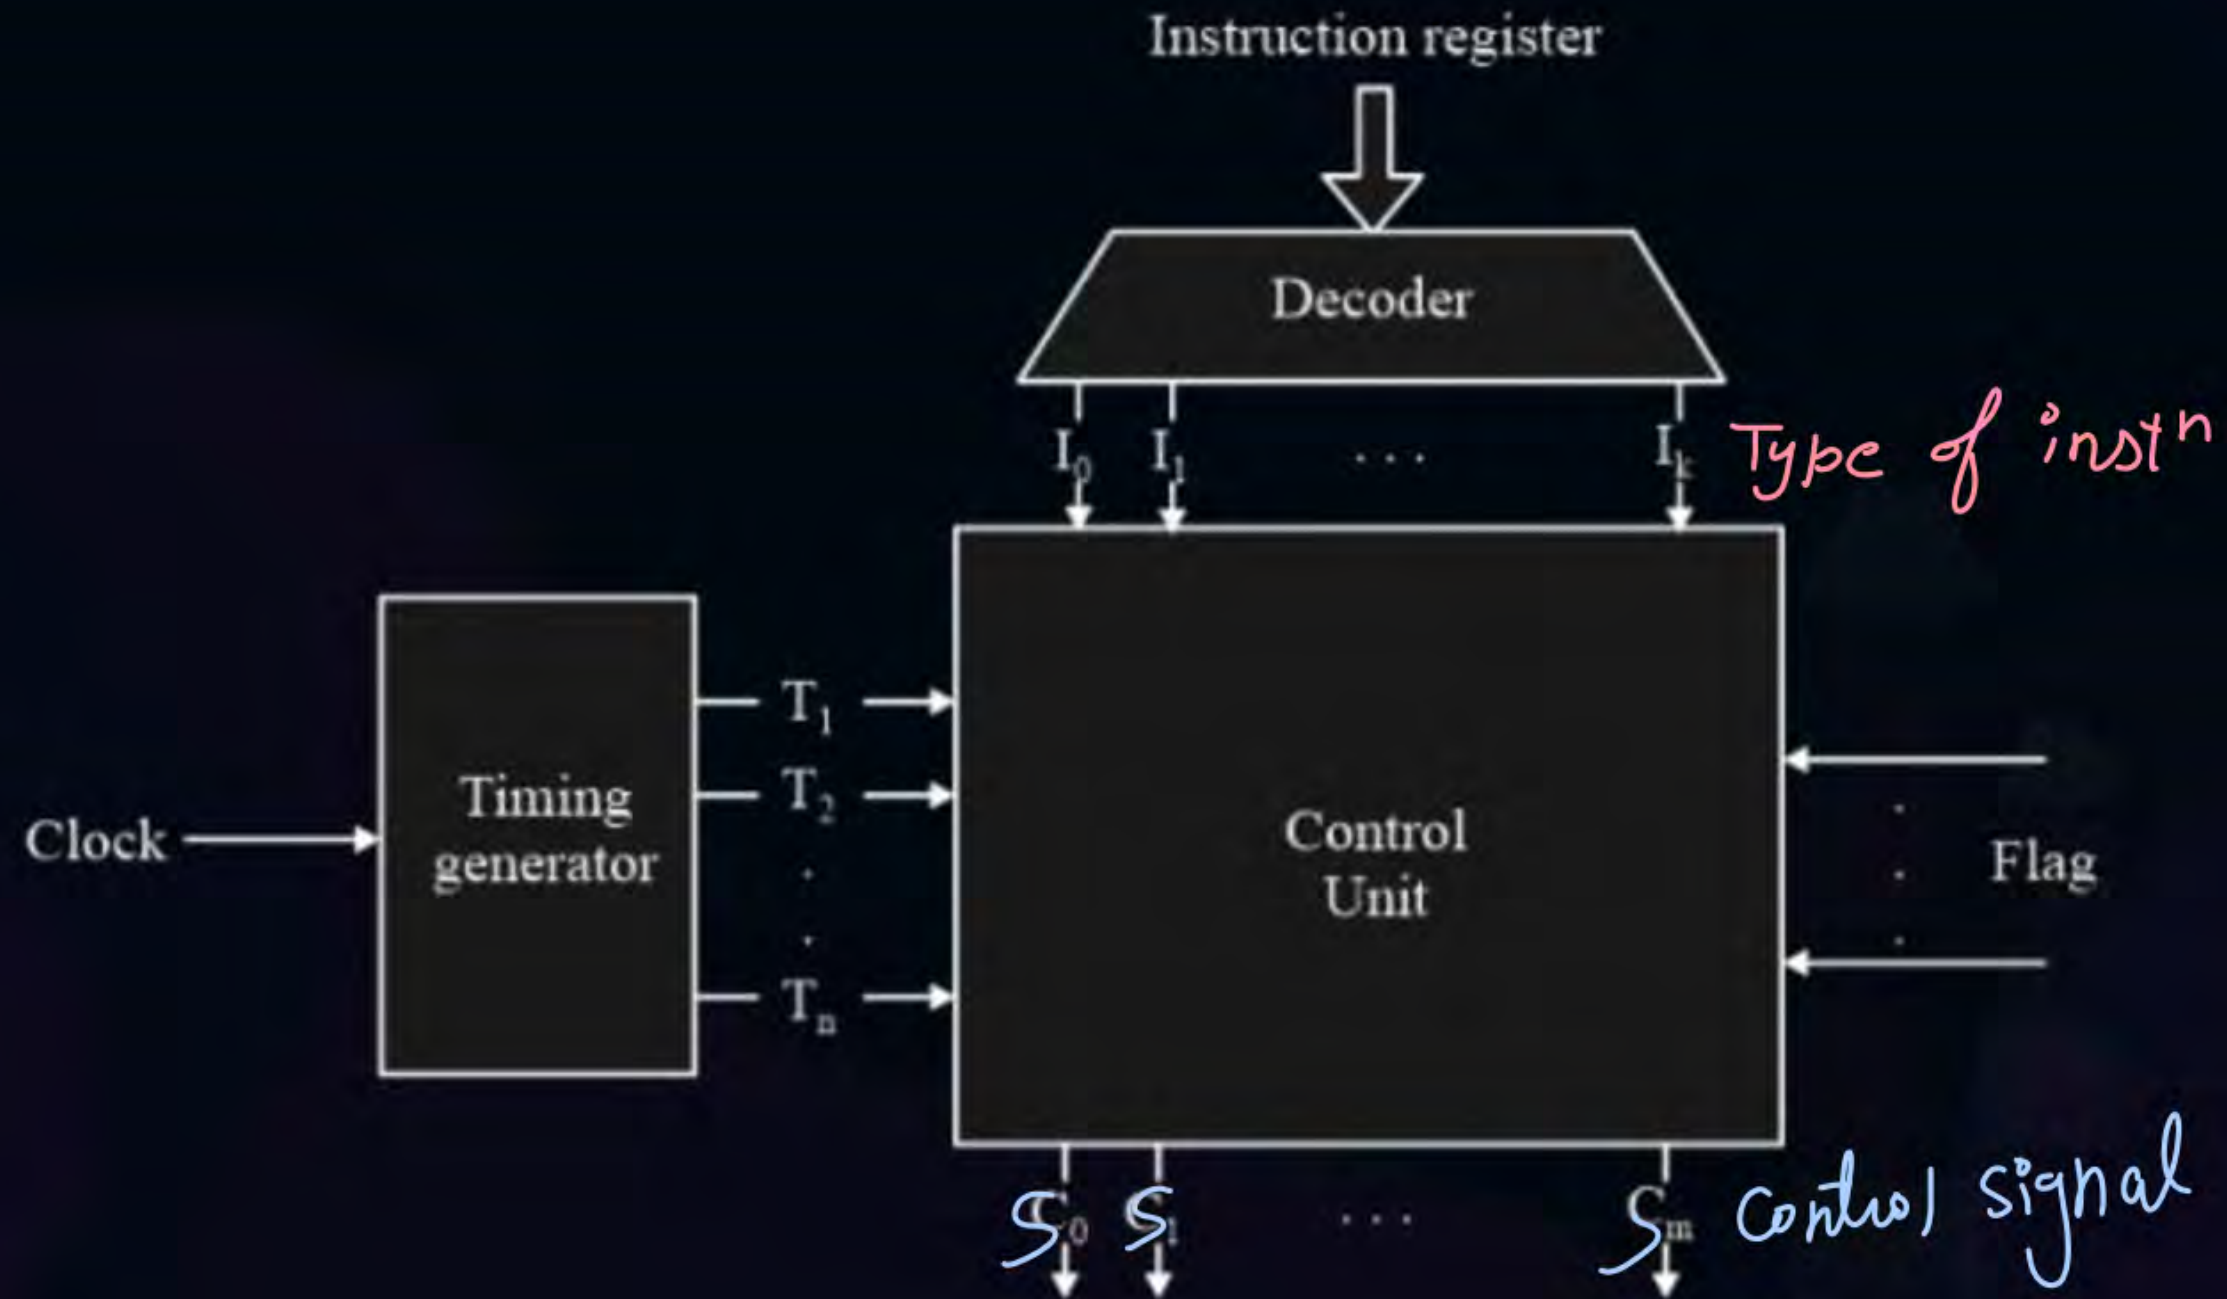 Instruction register
Decoder
I0 I1 ... Ik Type of instn
T1
T2
.
.
Tn
Clock
Timing
generator
Control
Unit
.
.
.
Flag
S0 S1 ... Sm Control signal